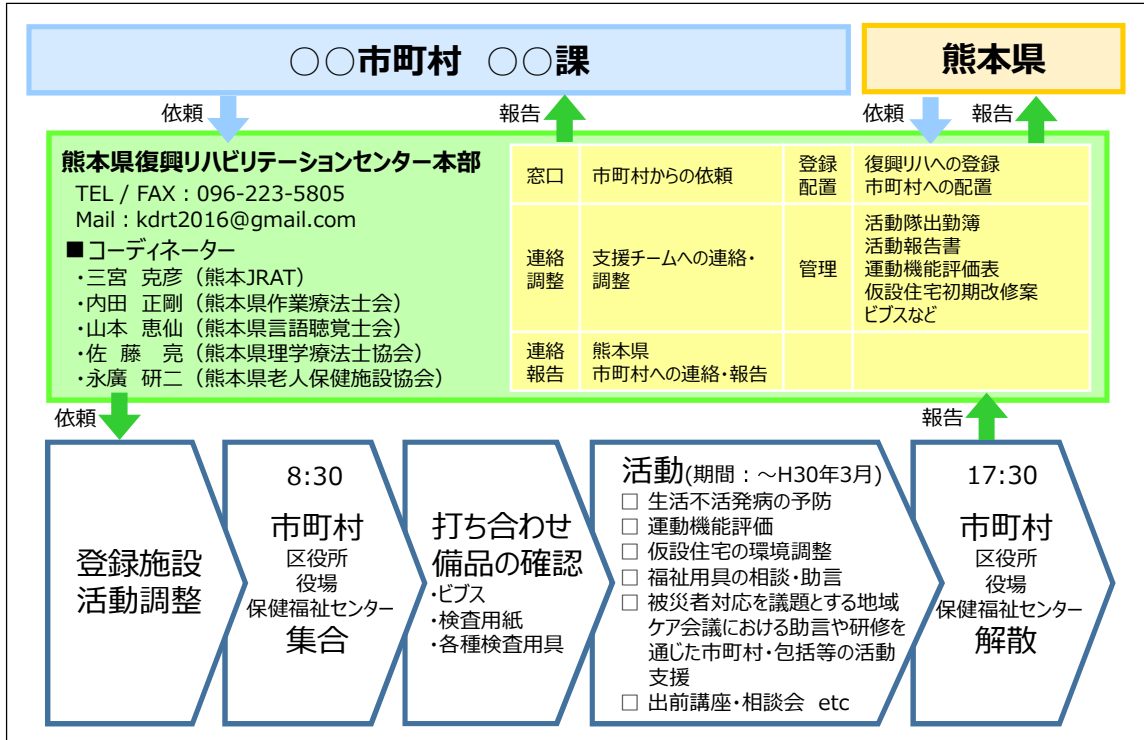 ○○市町村 ○○課
熊本県
依頼
報告
依頼
報告
熊本県復興リハビリテーションセンター本部
TEL / FAX：096-223-5805
Mail：kdrt2016@gmail.com
■コーディネーター
・三宮 克彦（熊本JRAT）
・内田 正剛（熊本県作業療法士会）
・山本 恵仙（熊本県言語聴覚士会）
・佐 藤 亮（熊本県理学療法士協会）
・永廣 研二（熊本県老人保健施設協会）
窓口
市町村からの依頼
登録
配置
復興リハへの登録
市町村への配置
連絡
調整
支援チームへの連絡・
調整
管理
活動隊出勤簿
活動報告書
運動機能評価表
仮設住宅初期改修案
ビブスなど
連絡
報告
熊本県
市町村への連絡・報告
依頼
報告
登録施設
活動調整
8:30
市町村
区役所
役場
保健福祉センター
集合
打ち合わせ
備品の確認
・ビブス
・検査用紙
・各種検査用具
活動(期間：～H30年3月)
□ 生活不活発病の予防
□ 運動機能評価
□ 仮設住宅の環境調整
□ 福祉用具の相談・助言
□ 被災者対応を議題とする地域
ケア会議における助言や研修を
通じた市町村・包括等の活動
支援
□ 出前講座・相談会 etc
17:30
市町村
区役所
役場
保健福祉センター
解散